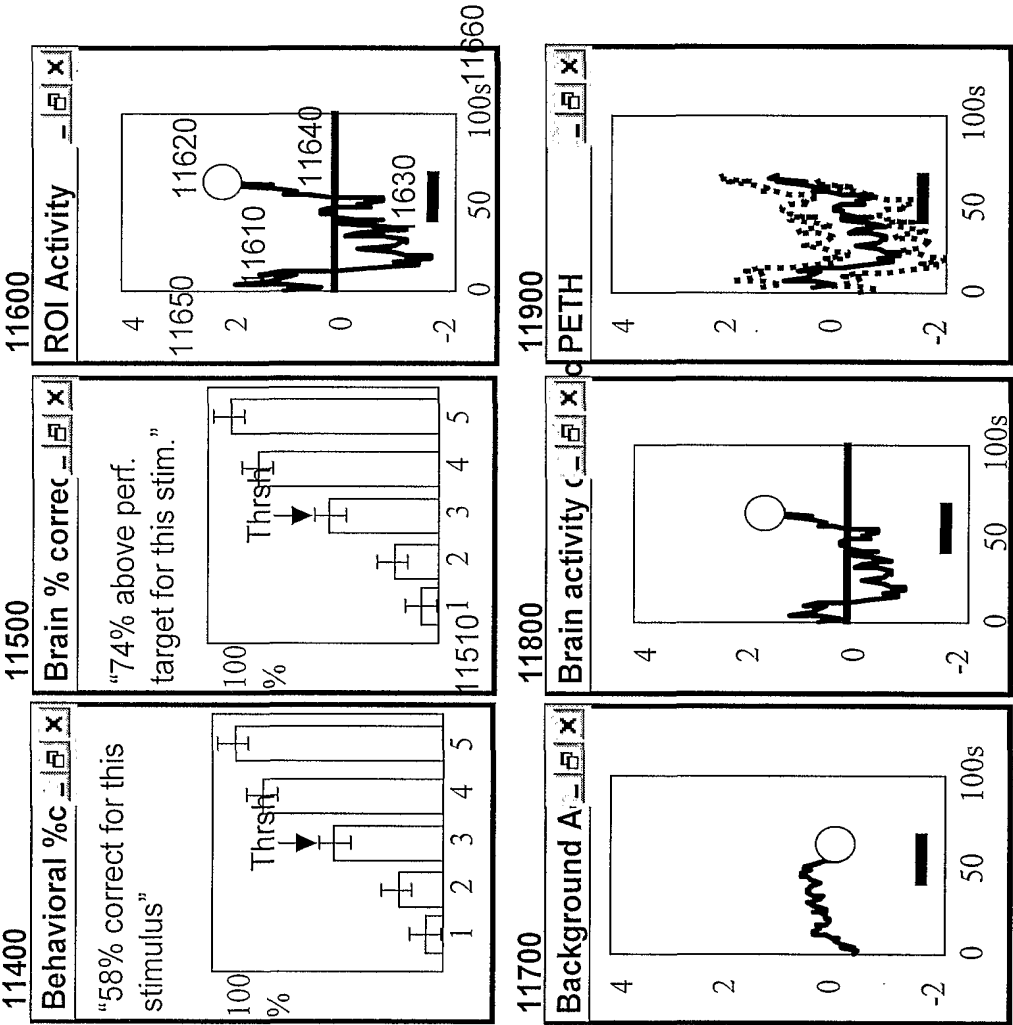 11400
Behavioral %c
"58% correct for this
stimulus"
100
%
Thrsh
1 2 3 4 5
11500
Brain % correc
"74% above perf.
target for this stim."
100
%
Thrsh
11510
1 2 3 4 5
11600
ROI Activity
4
2
0
-2
11650
11610
11620
11640
1630
0 50 100s
11660
11700
Background A
4
2
0
-2
0 50 100s
11800
Brain activity c
4
2
0
-2
0 50 100s
11900
c PETH
4
2
0
-2
0 50 100s